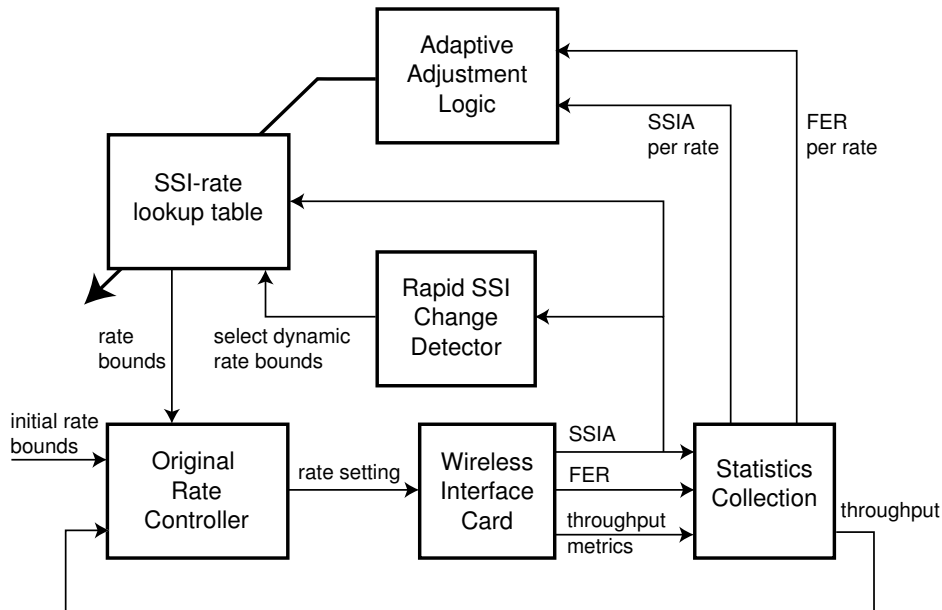 Adaptive
Adjustment
Logic
SSIA
per rate
FER
per rate
SSI-rate
lookup table
Rapid SSI
Change
Detector
rate
bounds
select dynamic
rate bounds
initial rate
bounds
Original
Rate
Controller
rate setting
Wireless
Interface
Card
SSIA
FER
throughput
metrics
Statistics
Collection
throughput